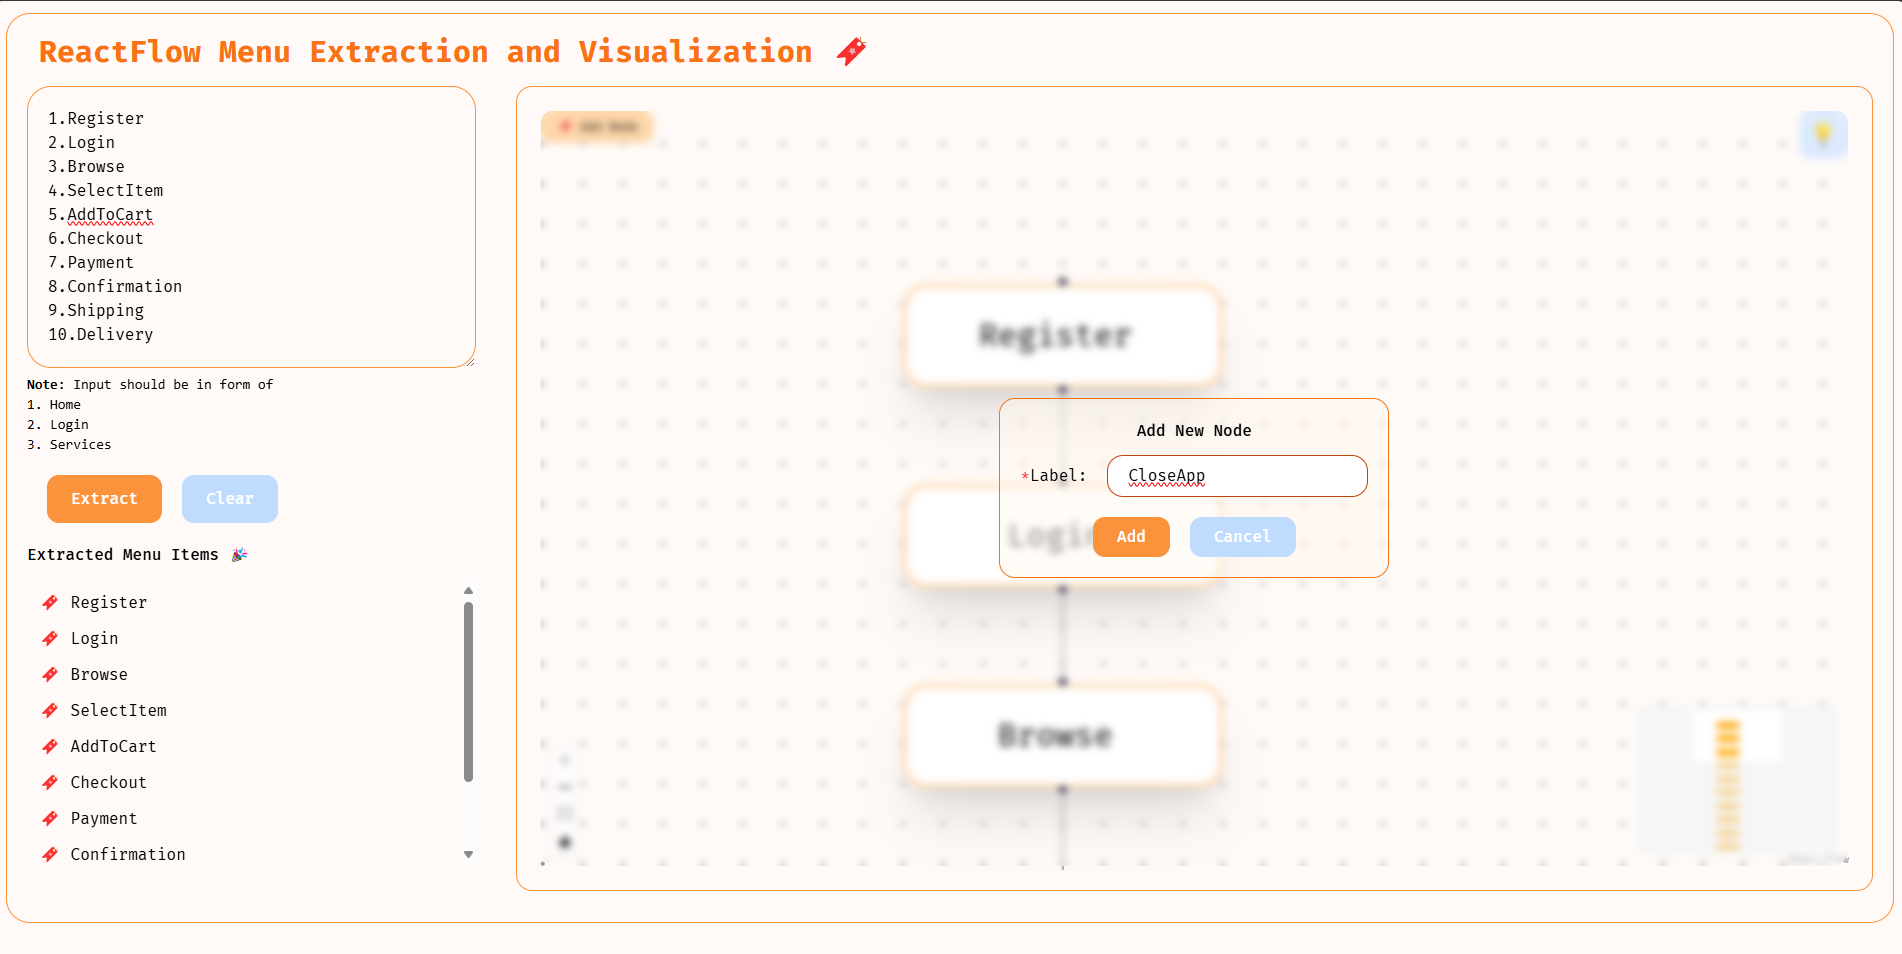 ReactFlow Menu Extraction and Visualization
1.Register
2.Login
3.Browse
4.SelectItem
5.AddToCart
6.Checkout
7.Payment
8.Confirmation
9.Shipping
10.Delivery
Note: Input should be in form of
1. Home
2. Login
3. Services
Extract
Clear
Extracted Menu Items
Register
Login
Browse
SelectItem
AddToCart
Checkout
Payment
Confirmation
Add Node
Register
Add New Node
*Label:
CloseApp
Login
Add
Cancel
Browse